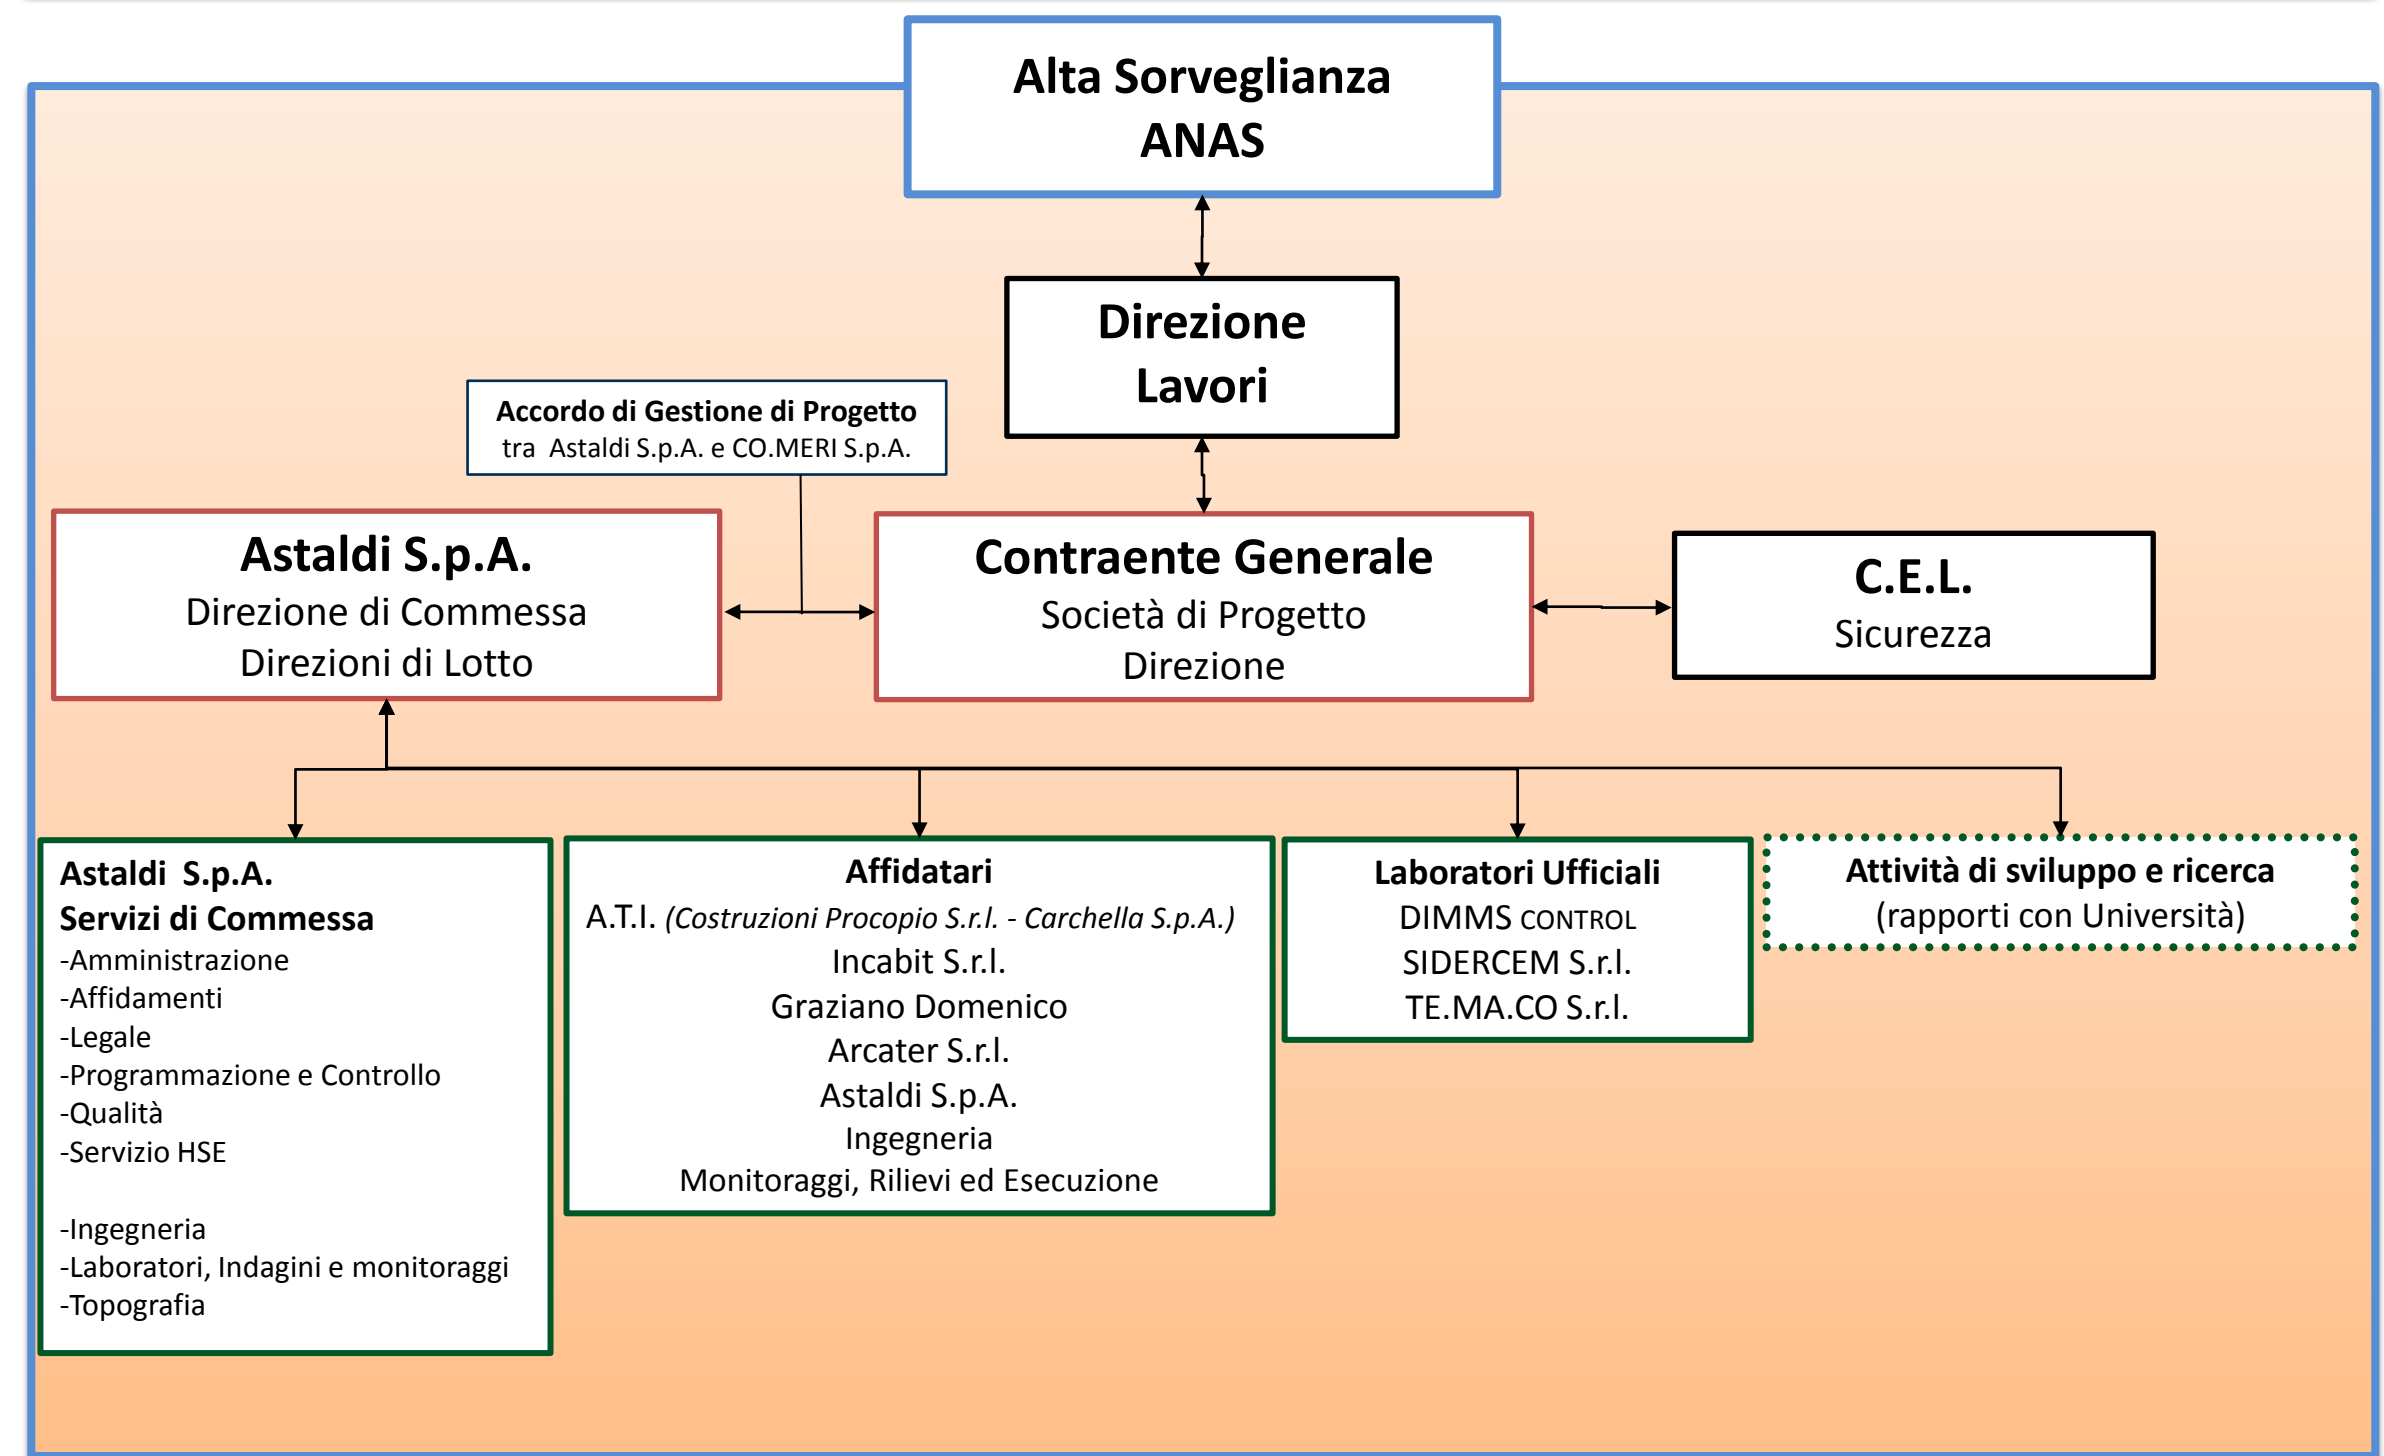 Alta Sorveglianza
ANAS
Direzione
Lavori
Accordo di Gestione di Progetto
tra Astaldi S.p.A. e CO.MERI S.p.A.
Astaldi S.p.A.
Direzione di Commessa
Direzioni di Lotto
Contraente Generale
Società di Progetto
Direzione
C.E.L.
Sicurezza
Astaldi S.p.A.
Servizi di Commessa
-Amministrazione
-Affidamenti
-Legale
-Programmazione e Controllo
-Qualità
-Servizio HSE
-Ingegneria
-Laboratori, Indagini e monitoraggi
-Topografia
Affidatari
A.T.I. (Costruzioni Procopio S.r.l. - Carchella S.p.A.)
Incabit S.r.l.
Graziano Domenico
Arcater S.r.l.
Astaldi S.p.A.
Ingegneria
Monitoraggi, Rilievi ed Esecuzione
Laboratori Ufficiali
DIMMS CONTROL
SIDERCEM S.r.l.
TE.MA.CO S.r.l.
Attività di sviluppo e ricerca
(rapporti con Università)